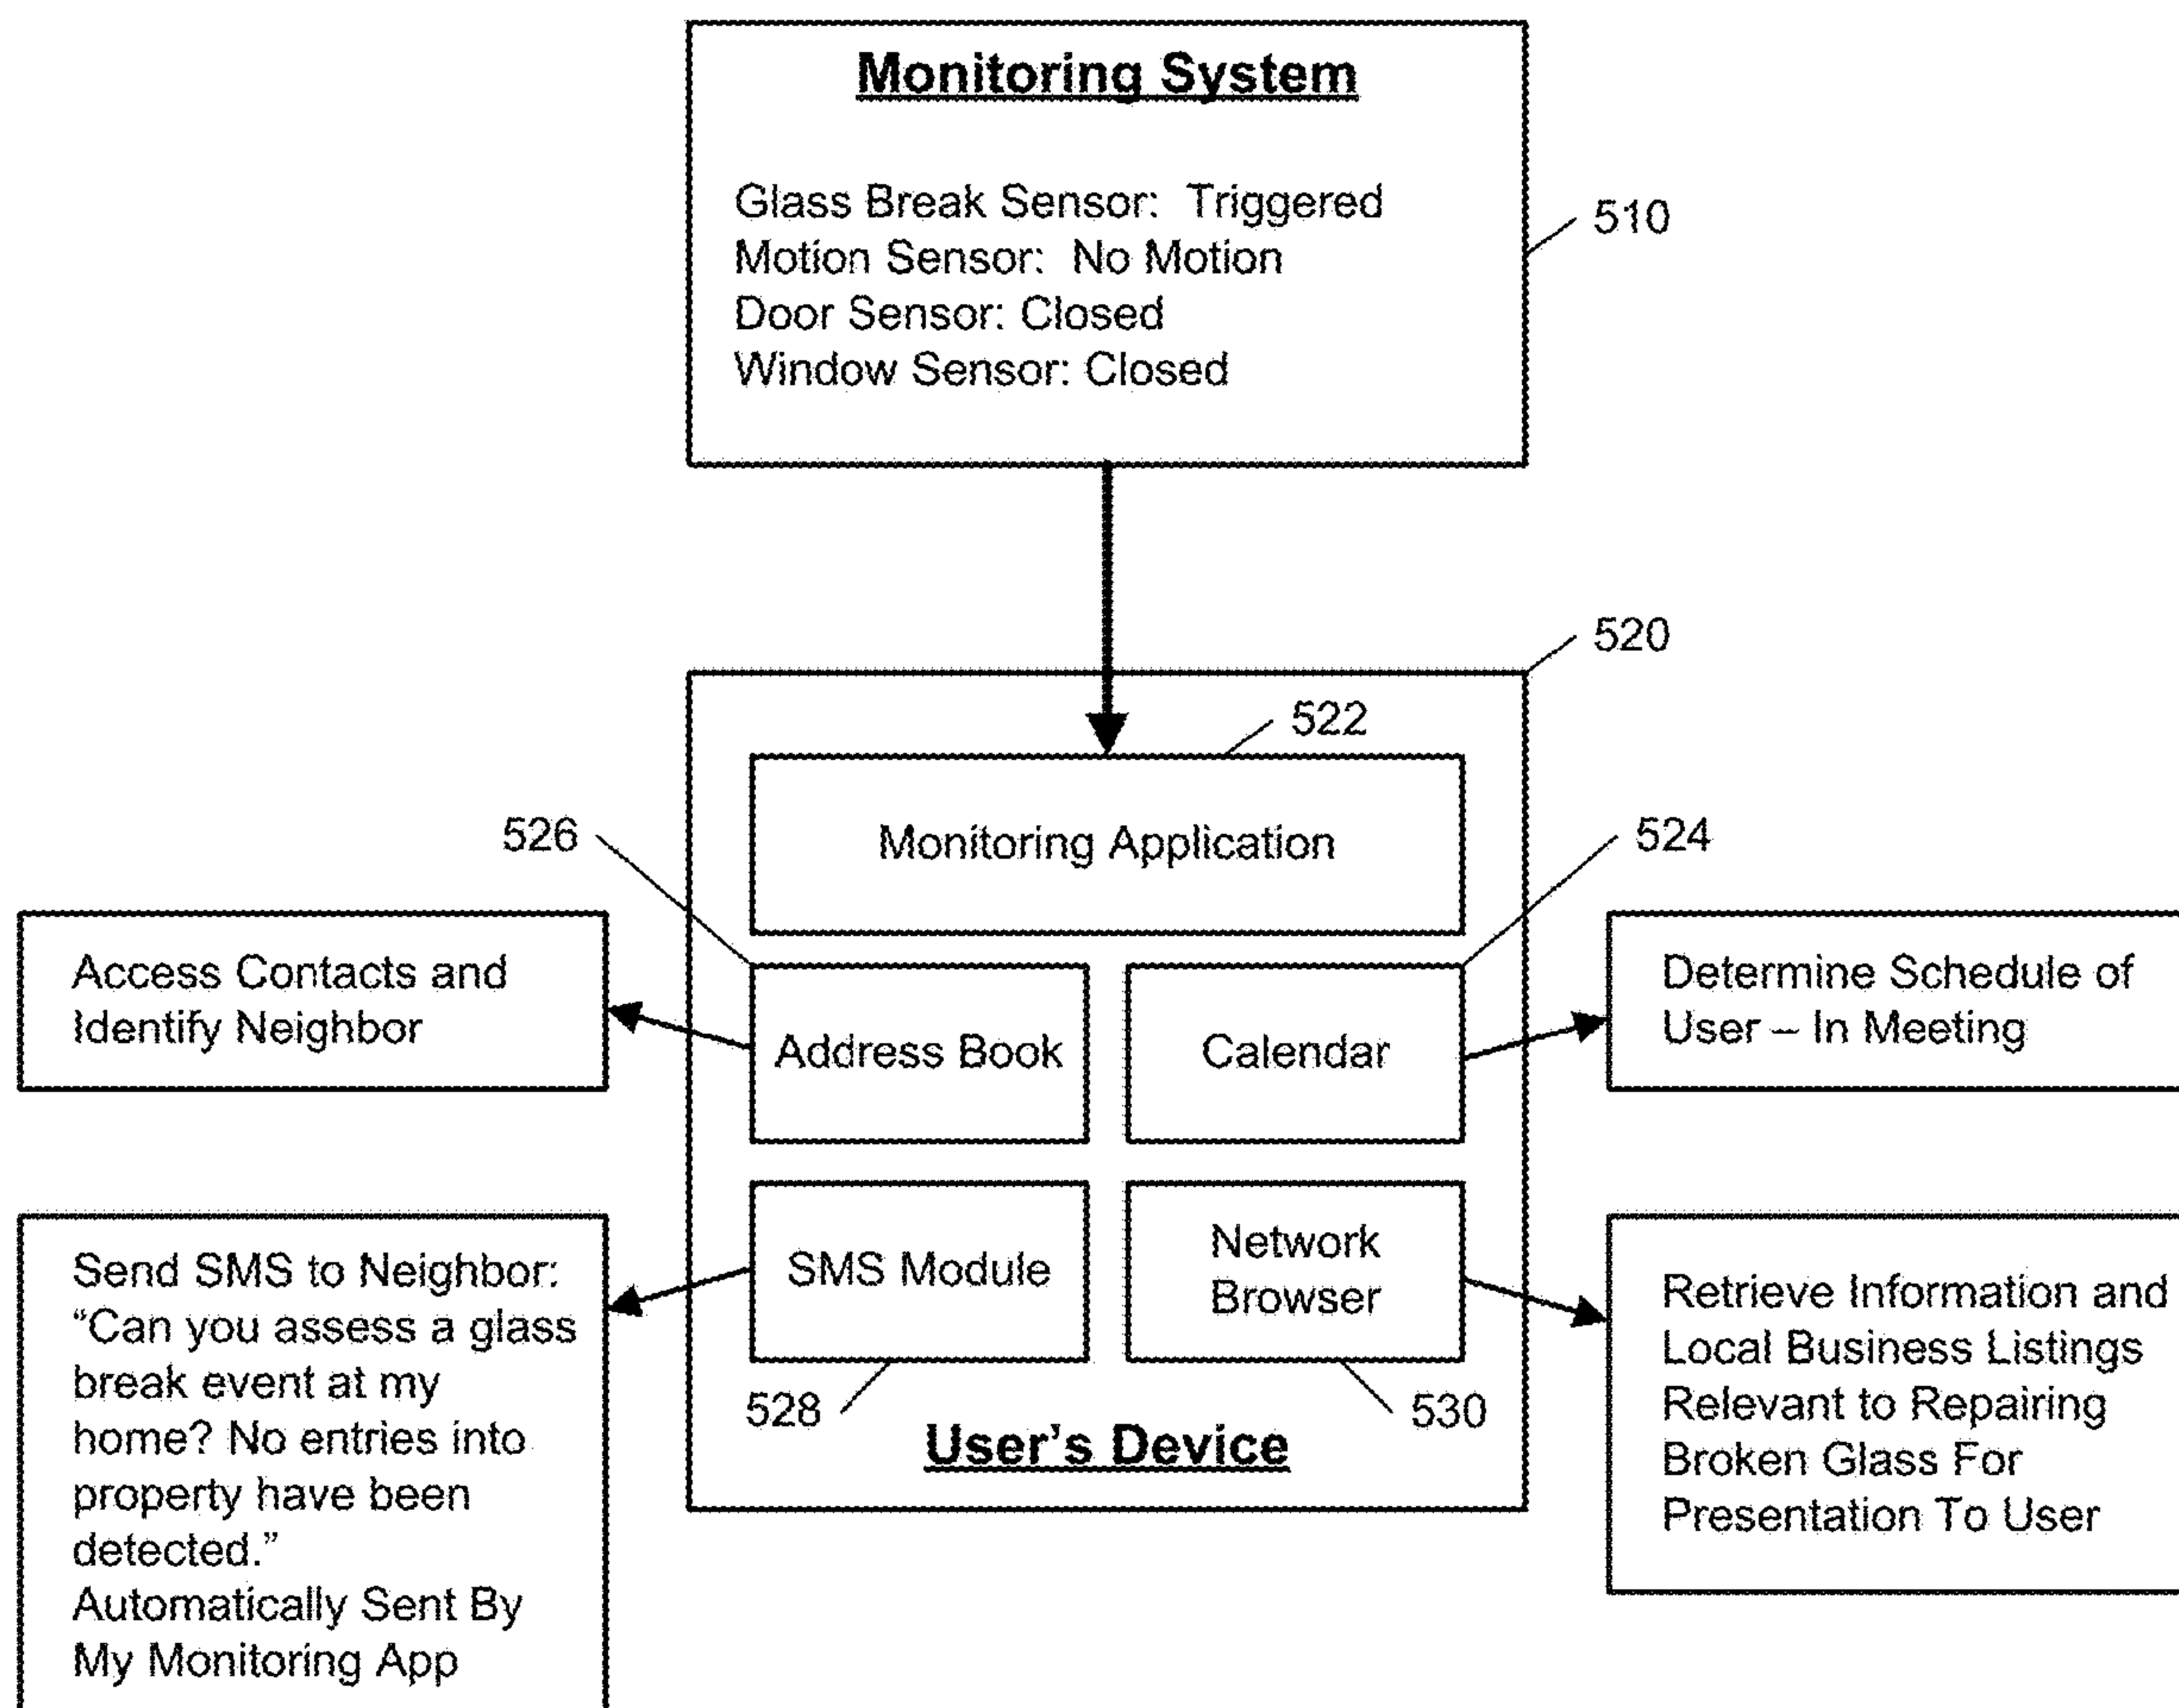 Monitoring System
Glass Break Sensor: Triggered
Motion Sensor: No Motion
Door Sensor: Closed
Window Sensor: Closed
510
520
522
Monitoring Application
526
524
Access Contacts and
Identify Neighbor
Address Book
Calendar
Determine Schedule of
User – In Meeting
Send SMS to Neighbor:
“Can you assess a glass
break event at my
home? No entries into
property have been
detected.”
Automatically Sent By
My Monitoring App
SMS Module
Network
Browser
528
530
User’s Device
Retrieve Information and
Local Business Listings
Relevant to Repairing
Broken Glass For
Presentation To User